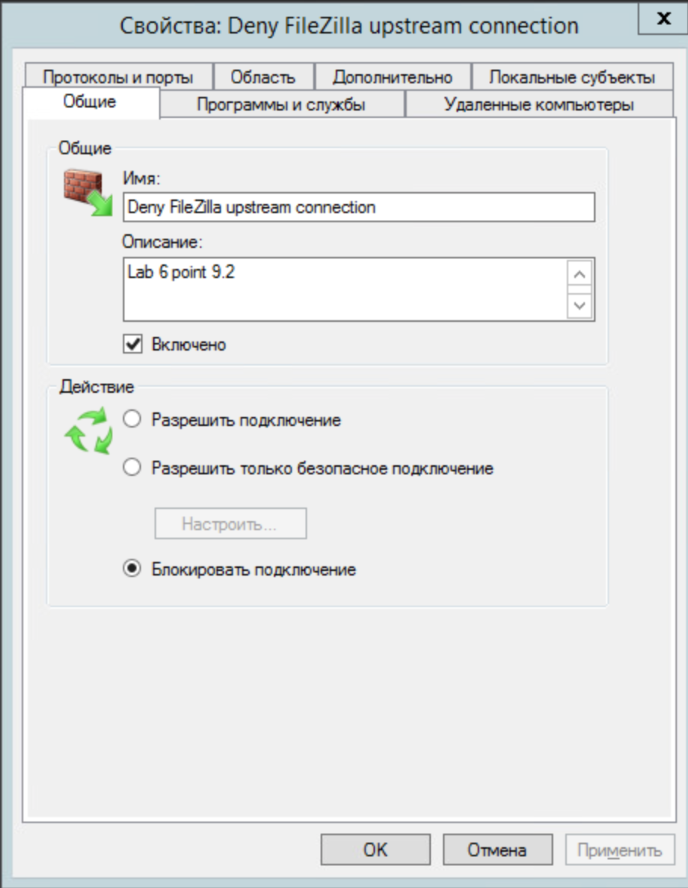 Свойства: Deny FileZilla upstream connection
x
Протоколы и порты
Область
Дополнительно
Локальные субъекты
Общие
Программы и службы
Удаленные компьютеры
Общие
Имя:
Deny FileZilla upstream connection
Описание:
Lab 6 point 9.2
Включено
Действие
Разрешить подключение
Разрешить только безопасное подключение
Настроить...
Блокировать подключение
OK
Отмена
Применить